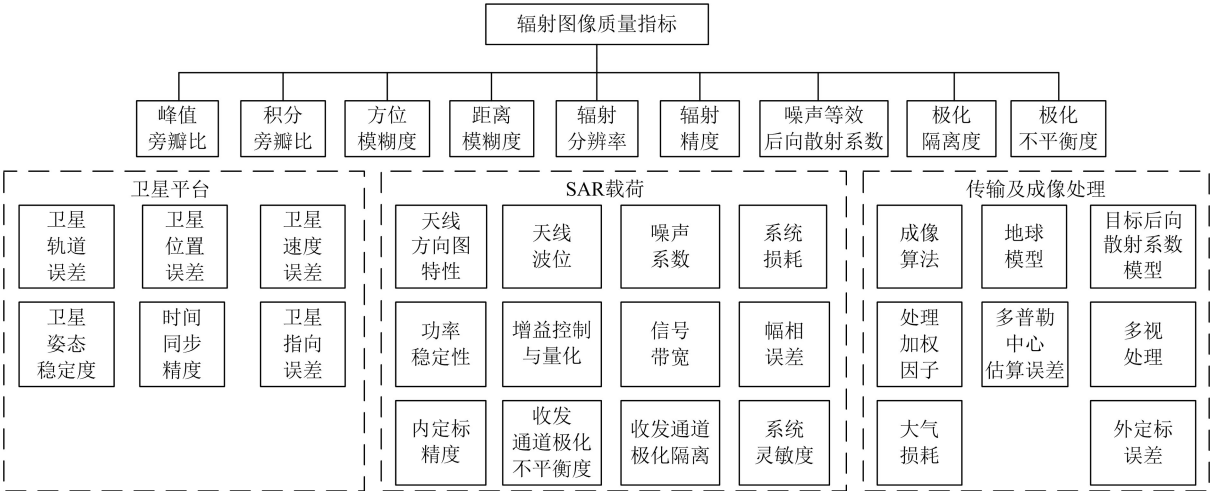 辐射图像质量指标
峰值
旁瓣比
积分
旁瓣比
方位
模糊度
距离
模糊度
辐射
分辨率
辐射
精度
噪声等效
后向散射系数
极化
隔离度
极化
不平衡度
卫星平台
卫星
轨道
误差
卫星
位置
误差
卫星
速度
误差
卫星
姿态
稳定度
时间
同步
精度
卫星
指向
误差
SAR载荷
天线
方向图
特性
天线
波位
噪声
系数
系统
损耗
功率
稳定性
增益控制
与量化
信号
带宽
幅相
误差
内定标
精度
收发
通道极化
不平衡度
收发通道
极化隔离
系统
灵敏度
传输及成像处理
成像
算法
地球
模型
目标后向
散射系数
模型
处理
加权
因子
多普勒
中心
估算误差
多视
处理
大气
损耗
外定标
误差